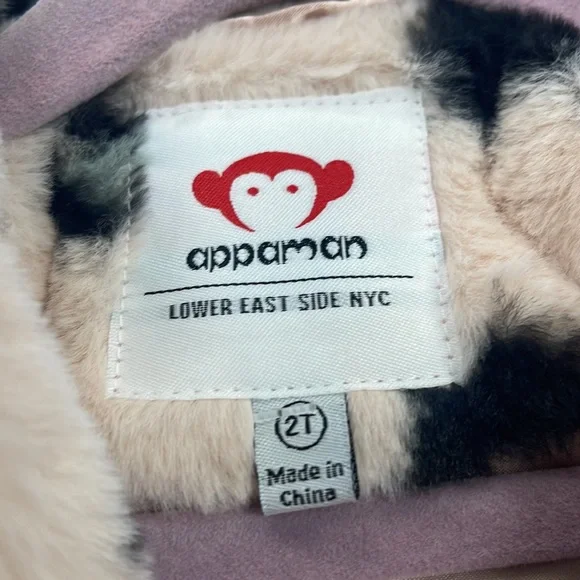 appaman
LOWER EAST SIDE NYC
2T
Made in
China